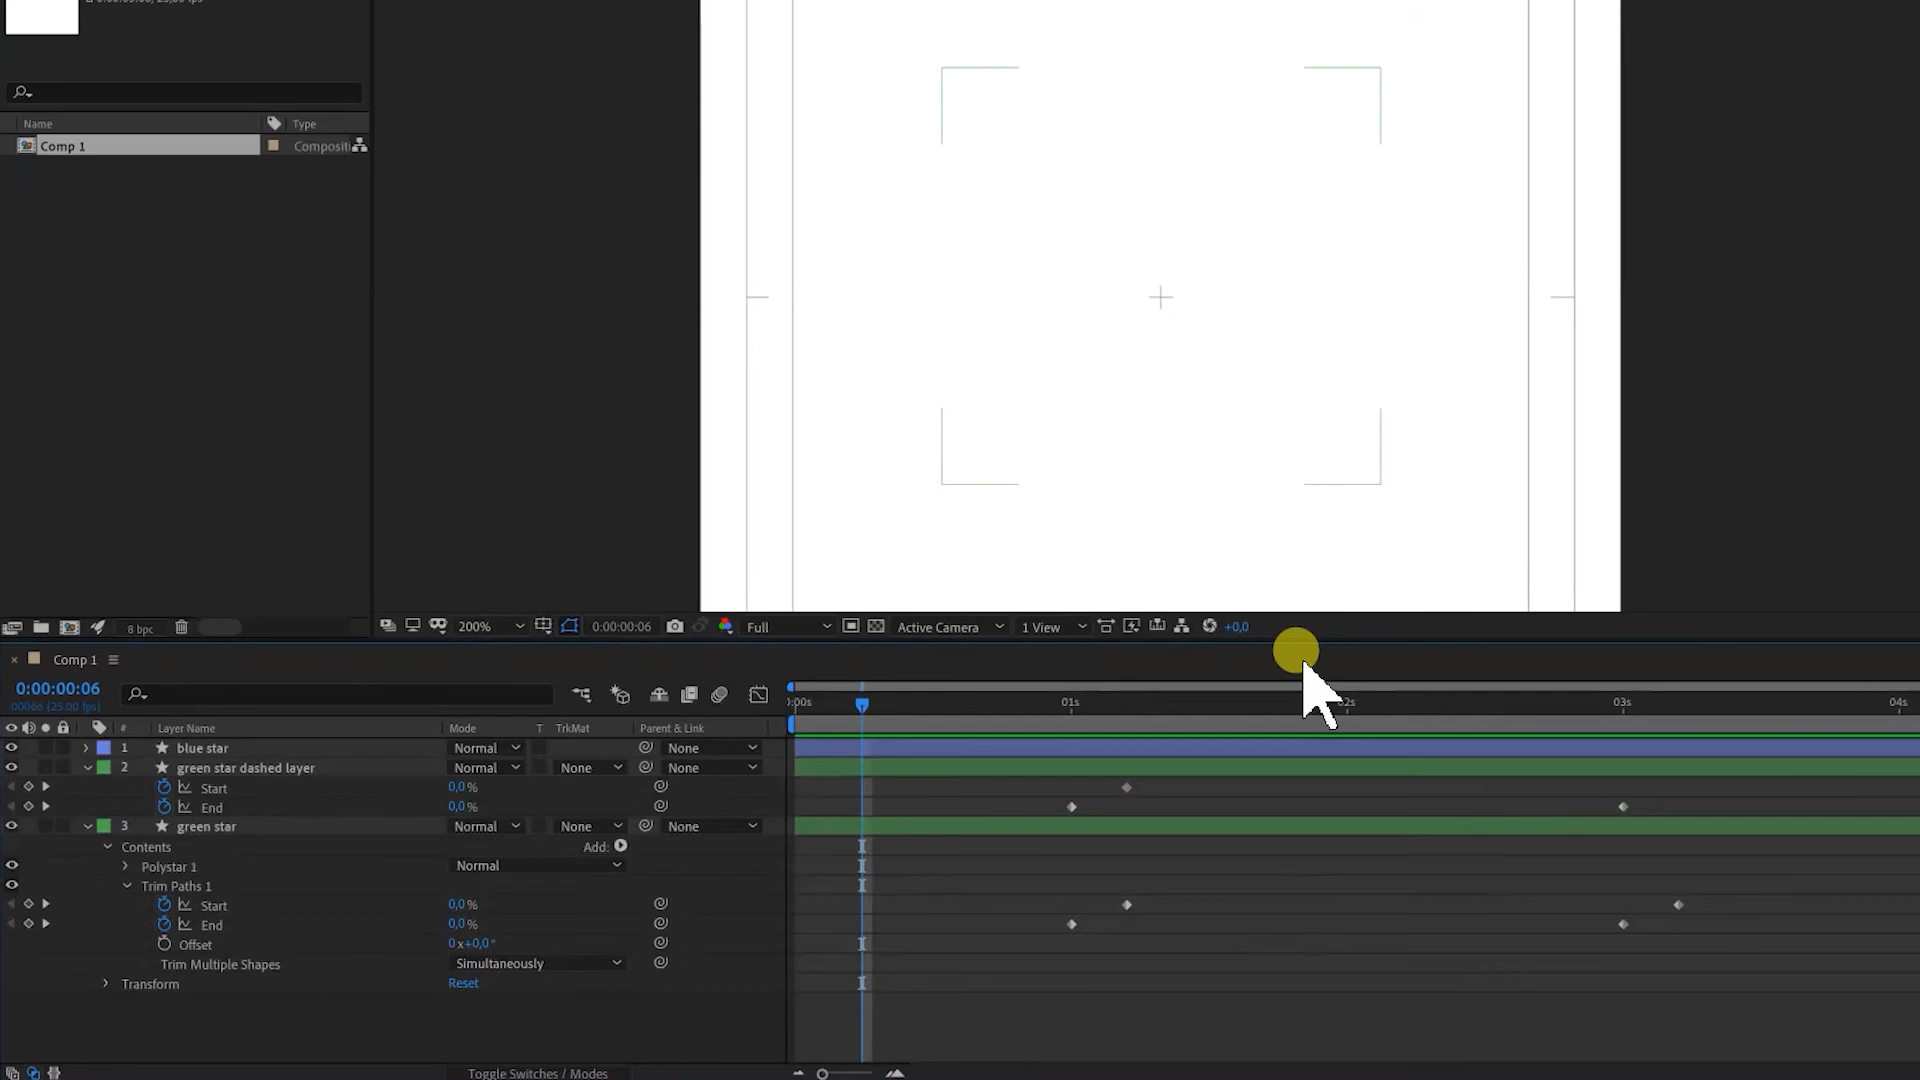 Name Type
Comp 1 Compositi
8 bpc
200% 0:00:00:06 Full Active Camera 1 View +0,0
Comp 1
0:00:00:06
(25.00 fps)
:00s 01s 02s 03s 04s
# Layer Name Mode T TrkMat Parent & Link
1 blue star Normal None
2 green star dashed layer Normal None None
Start 0,0 %
End 0,0 %
3 green star Normal None None
Contents Add:
Polystar 1 Normal
Trim Paths 1
Start 0,0 %
End 0,0 %
Offset 0 x+0,0°
Trim Multiple Shapes Simultaneously
Transform Reset
Toggle Switches / Modes